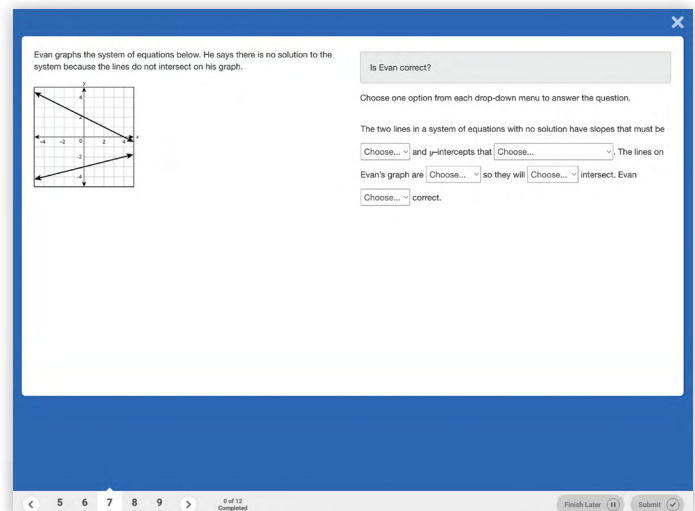 Evan graphs the system of equations below. He says there is no solution to the
system because the lines do not intersect on his graph.
y
4
2
-4 -2 0 2 4 x
-2
-4
Is Evan correct?
Choose one option from each drop-down menu to answer the question.
The two lines in a system of equations with no solution have slopes that must be
Choose... and y-intercepts that Choose... . The lines on
Evan's graph are Choose... so they will Choose... intersect. Evan
Choose... correct.
5 6 7 8 9
0 of 12
Completed
Finish Later
Submit